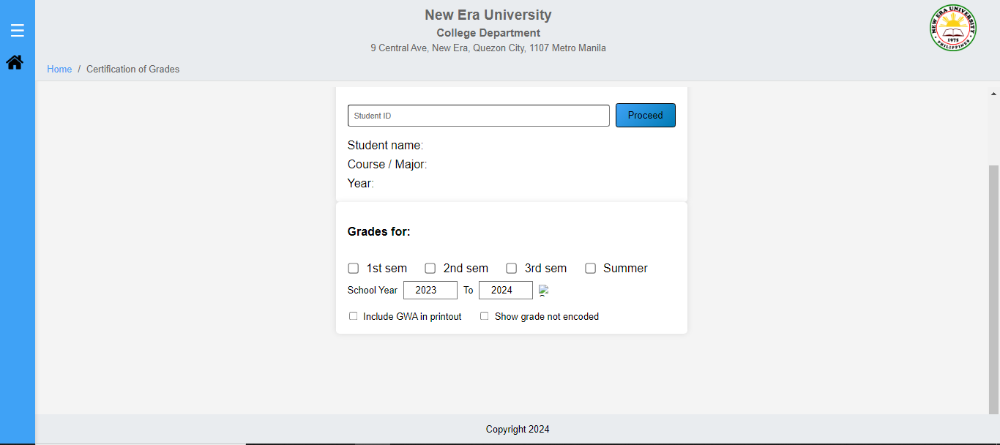 New Era University
College Department
9 Central Ave, New Era, Quezon City, 1107 Metro Manila
NEW ERA UNIVERSITY
1975
PHILIPPINES
Home / Certification of Grades
Student ID
Proceed
Student name:
Course / Major:
Year:
Grades for:
1st sem 2nd sem 3rd sem Summer
School Year 2023 To 2024
Include GWA in printout Show grade not encoded
Copyright 2024